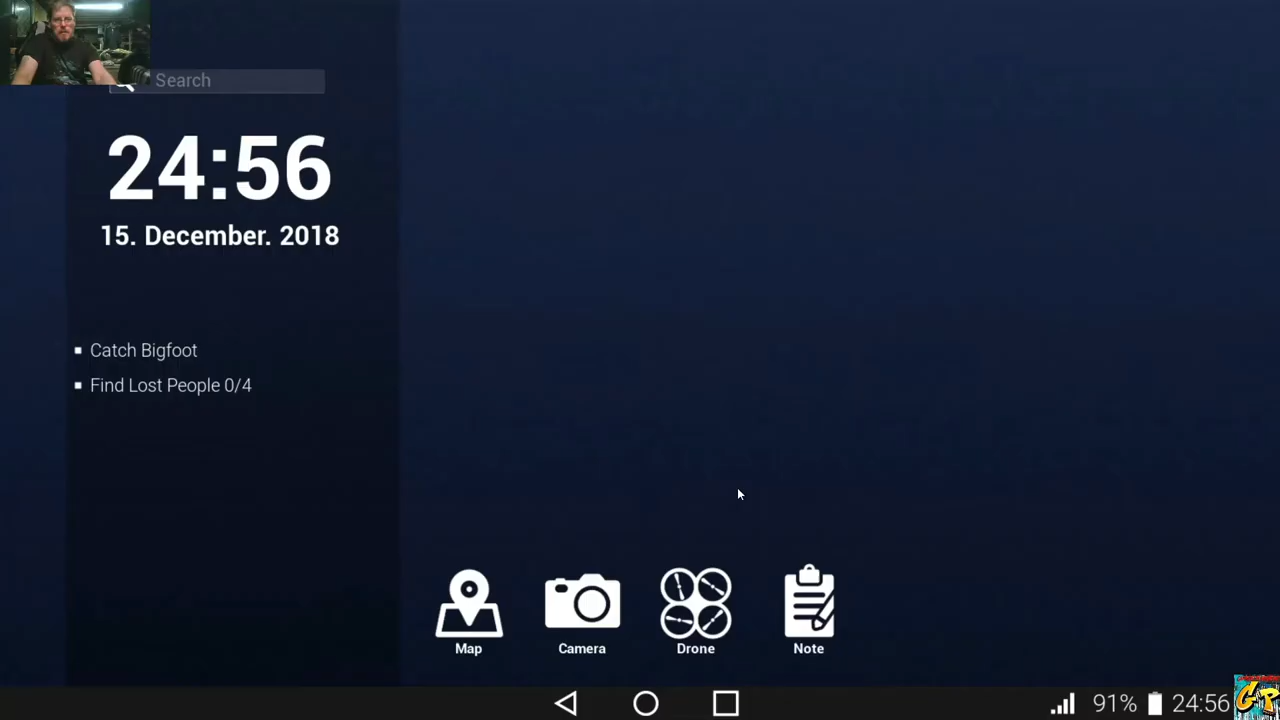 Search
24:56
15. December. 2018
Catch Bigfoot
Find Lost People 0/4
Map
Camera
Drone
Note
91%
24:56
GP